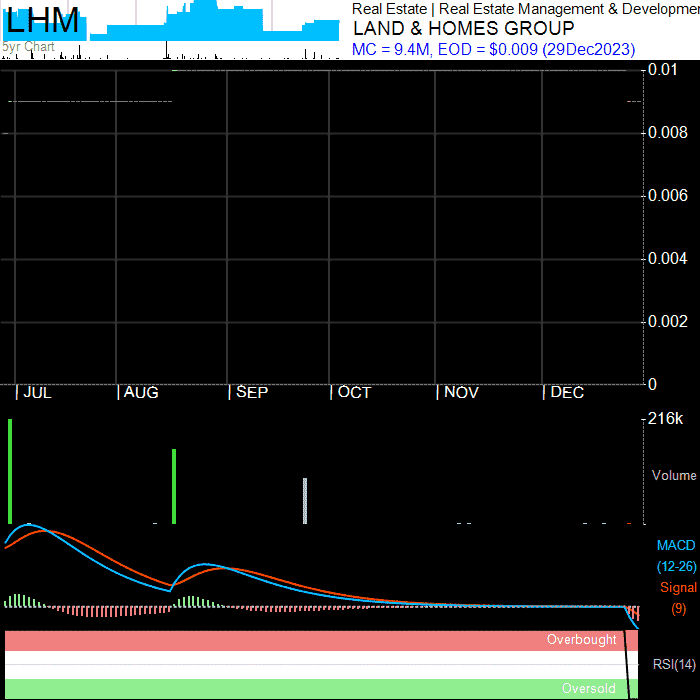 LHM
5yr Chart
Real Estate | Real Estate Management & Developmen
LAND & HOMES GROUP
MC = 9.4M, EOD = $0.009 (29Dec2023)
0.01
0.008
0.006
0.004
0.002
0
JUL
AUG
SEP
OCT
NOV
DEC
216k
Volume
MACD
(12-26)
Signal
(9)
Overbought
RSI(14)
Oversold